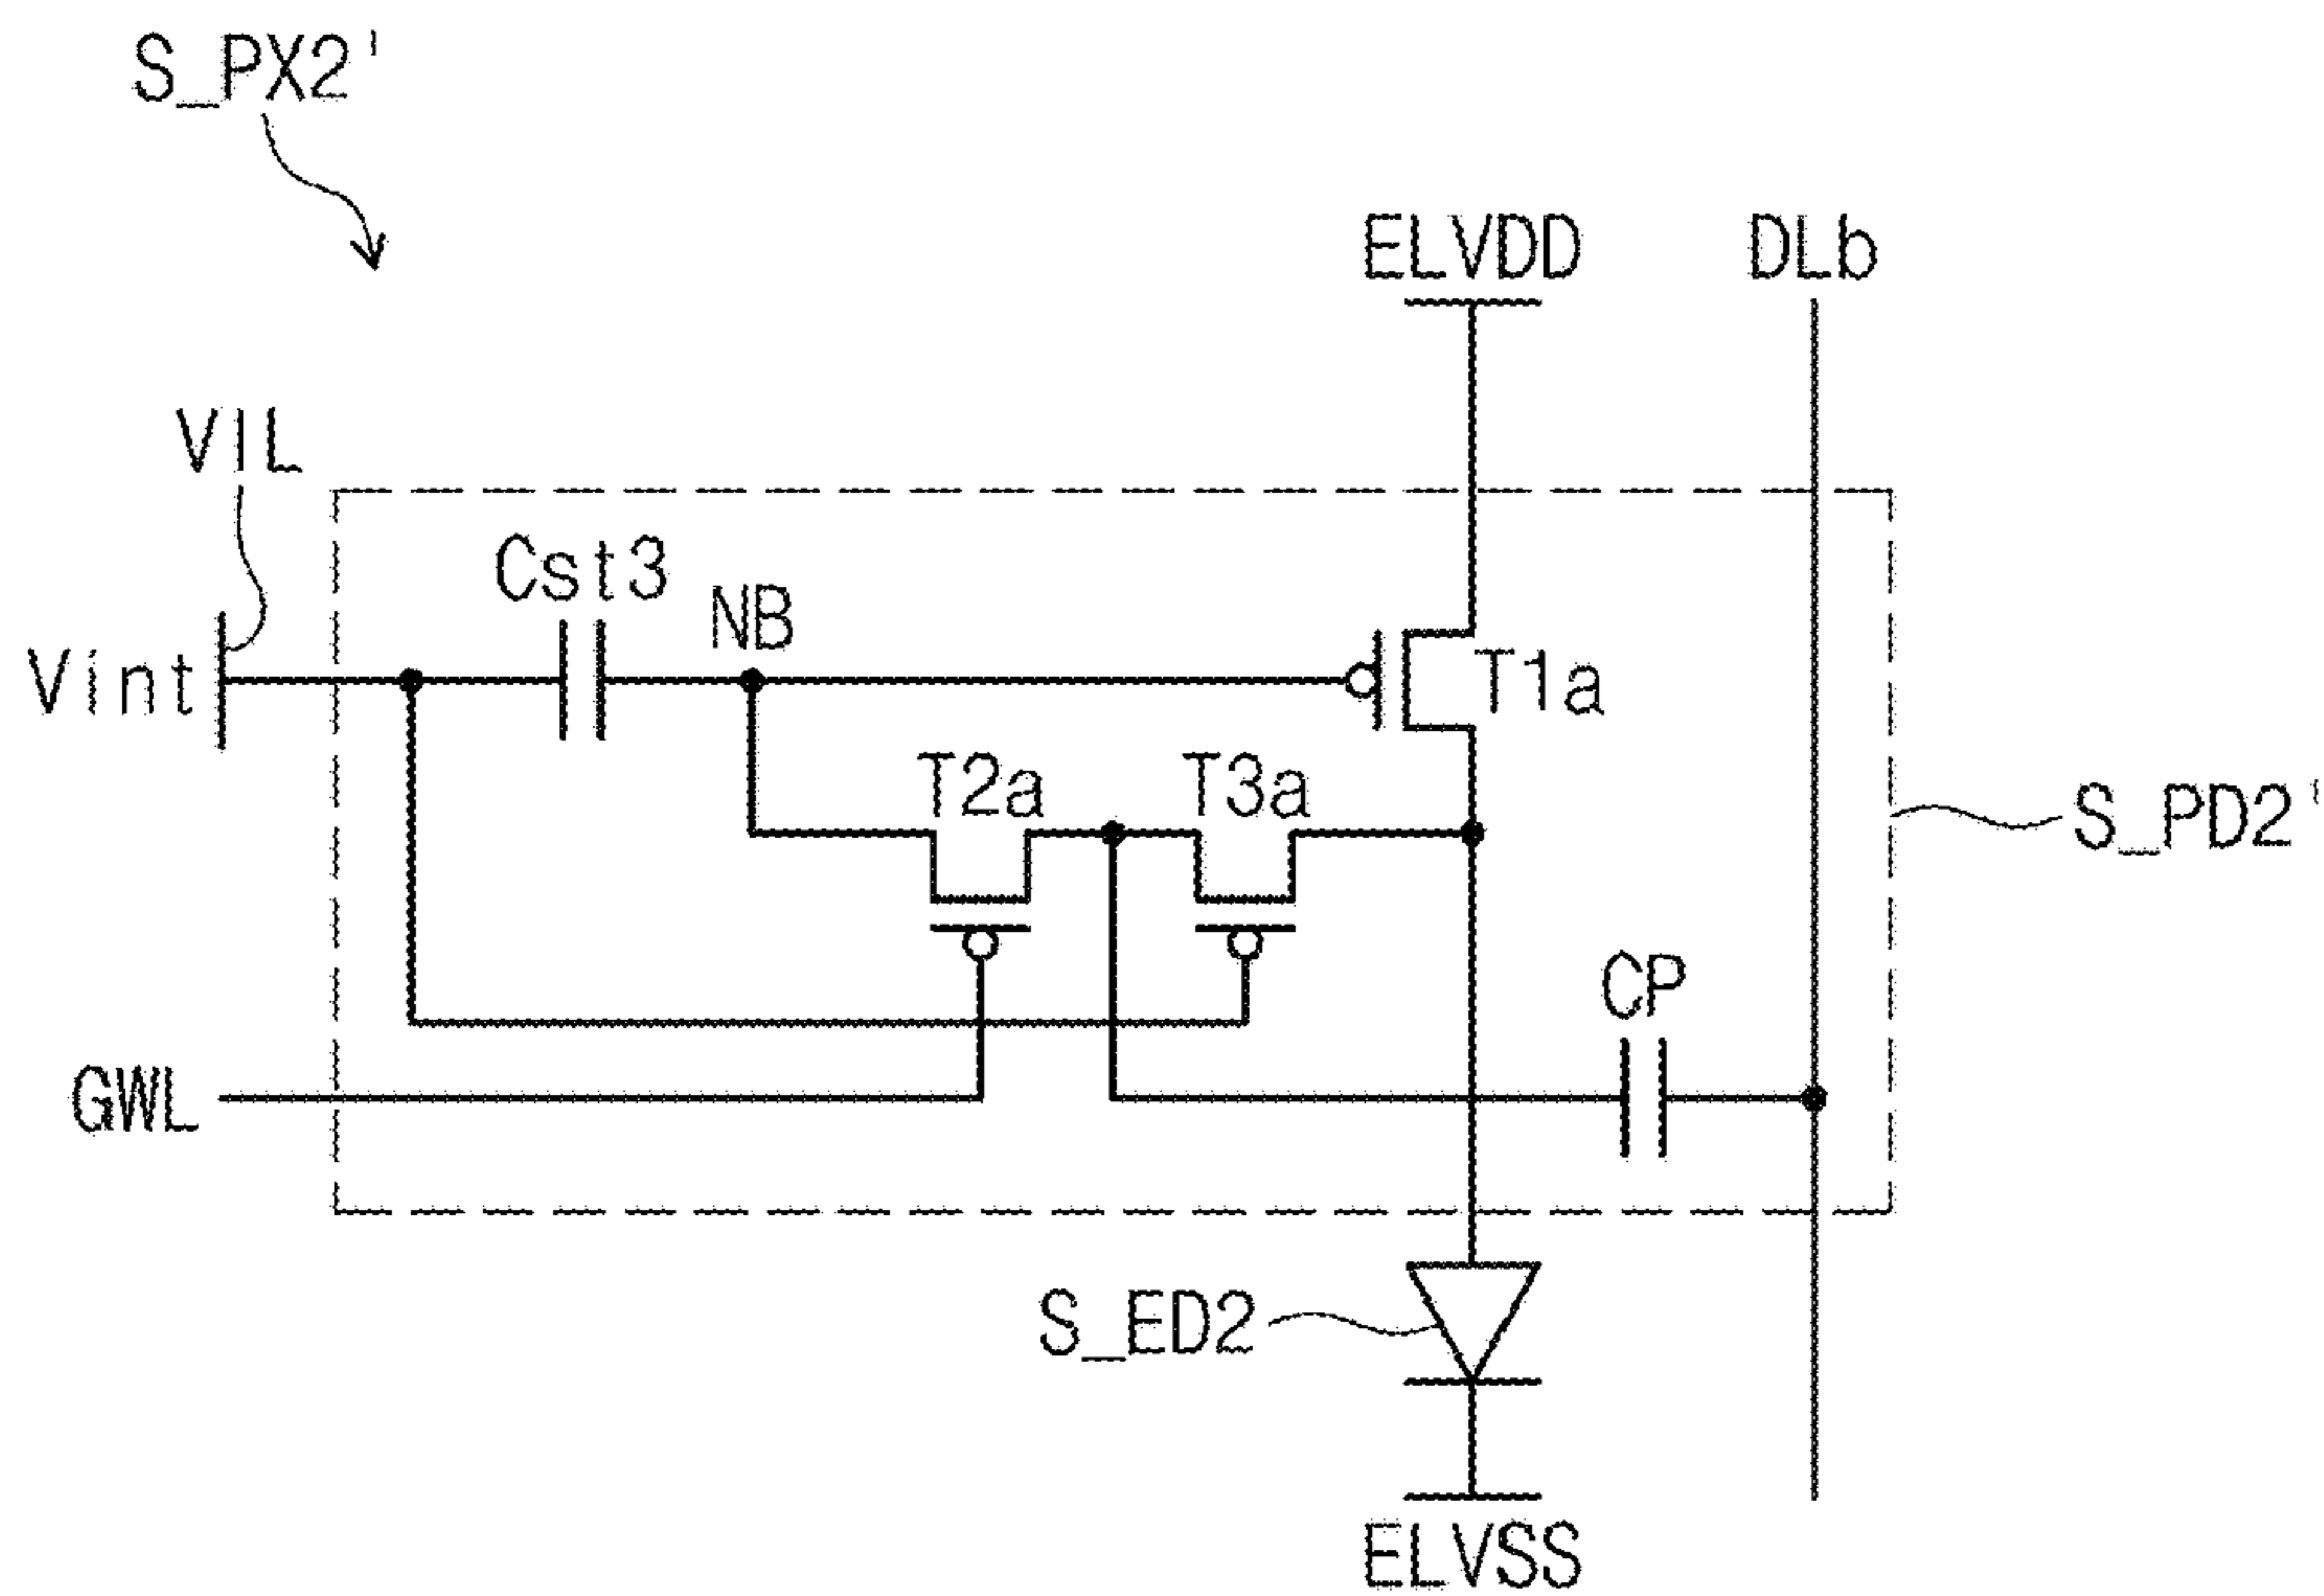 S_PX2'
ELVDD
DLb
VIL
Cst3
NB
Vint
T1a
T2a
T3a
S_PD2'
CP
GWL
S_ED2
ELVSS